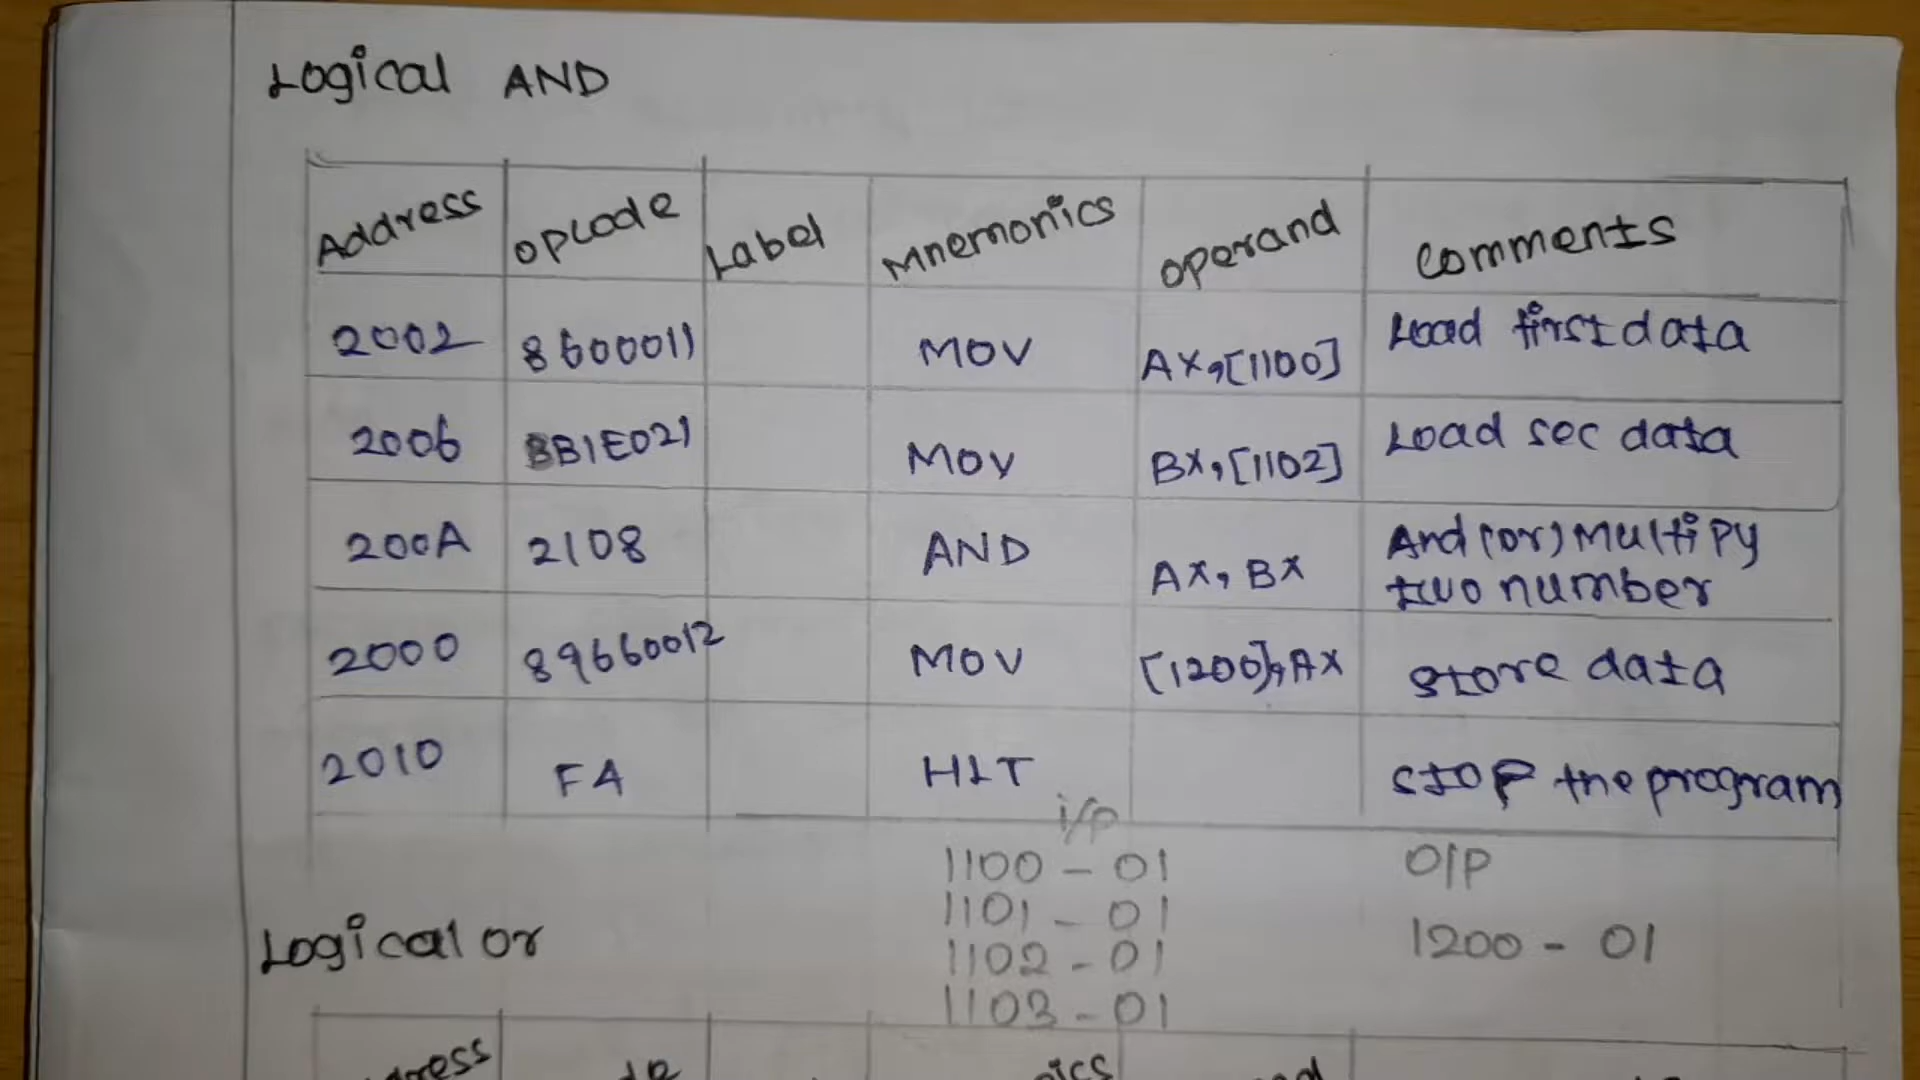 Logical AND
Address Opcode Label Mnemonics Operand Comments
2002 8600011 MOV AX,[1100] Load first data
2006 8B1E021 MOV BX,[1102] Load sec data
200A 2108 AND AX, BX And (or) Multipy
two number
2000 89660012 MOV [1200],AX Store data
2010 F4 HLT Stop the program
i/p
1100 - 01 O/P
1101 - 01
Logical or 1200 - 01
1102 - 01
1103 - 01